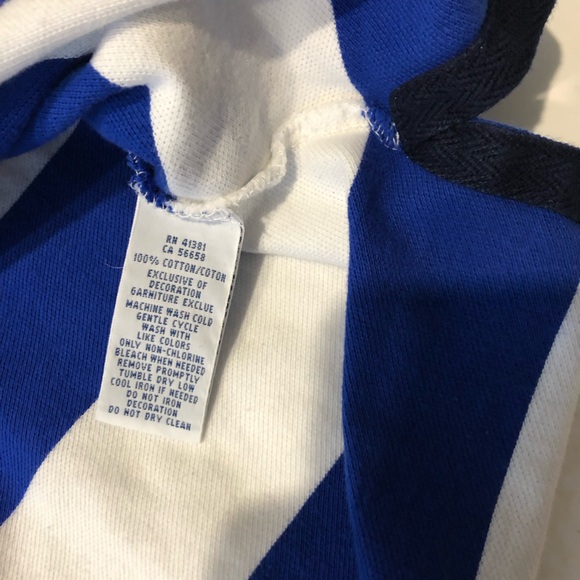 RN 41381
CA 56658
100% COTTON/COTON
EXCLUSIVE OF
DECORATION
GARNITURE EXCLUE
MACHINE WASH COLD
GENTLE CYCLE
WASH WITH
LIKE COLORS
ONLY NON-CHLORINE
BLEACH WHEN NEEDED
REMOVE PROMPTLY
TUMBLE DRY LOW
COOL IRON IF NEEDED
DO NOT IRON
DECORATION
DO NOT DRY CLEAN